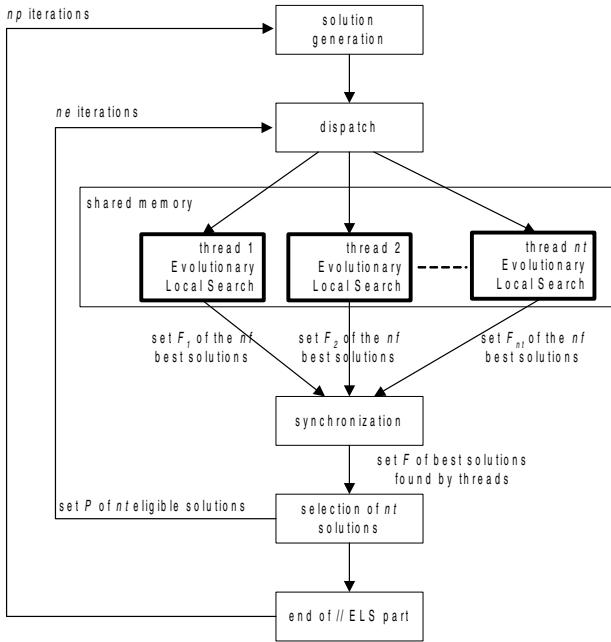 np iterations
solution
generation
ne iterations
dispatch
shared memory
thread 1
Evolutionary
Local Search
thread 2
Evolutionary
Local Search
thread nt
Evolutionary
Local Search
set F1 of the nf
best solutions
set F2 of the nf
best solutions
set Fnt of the nf
best solutions
synchronization
set F of best solutions
found by threads
set P of nt eligible solutions
selection of nt
solutions
end of // ELS part